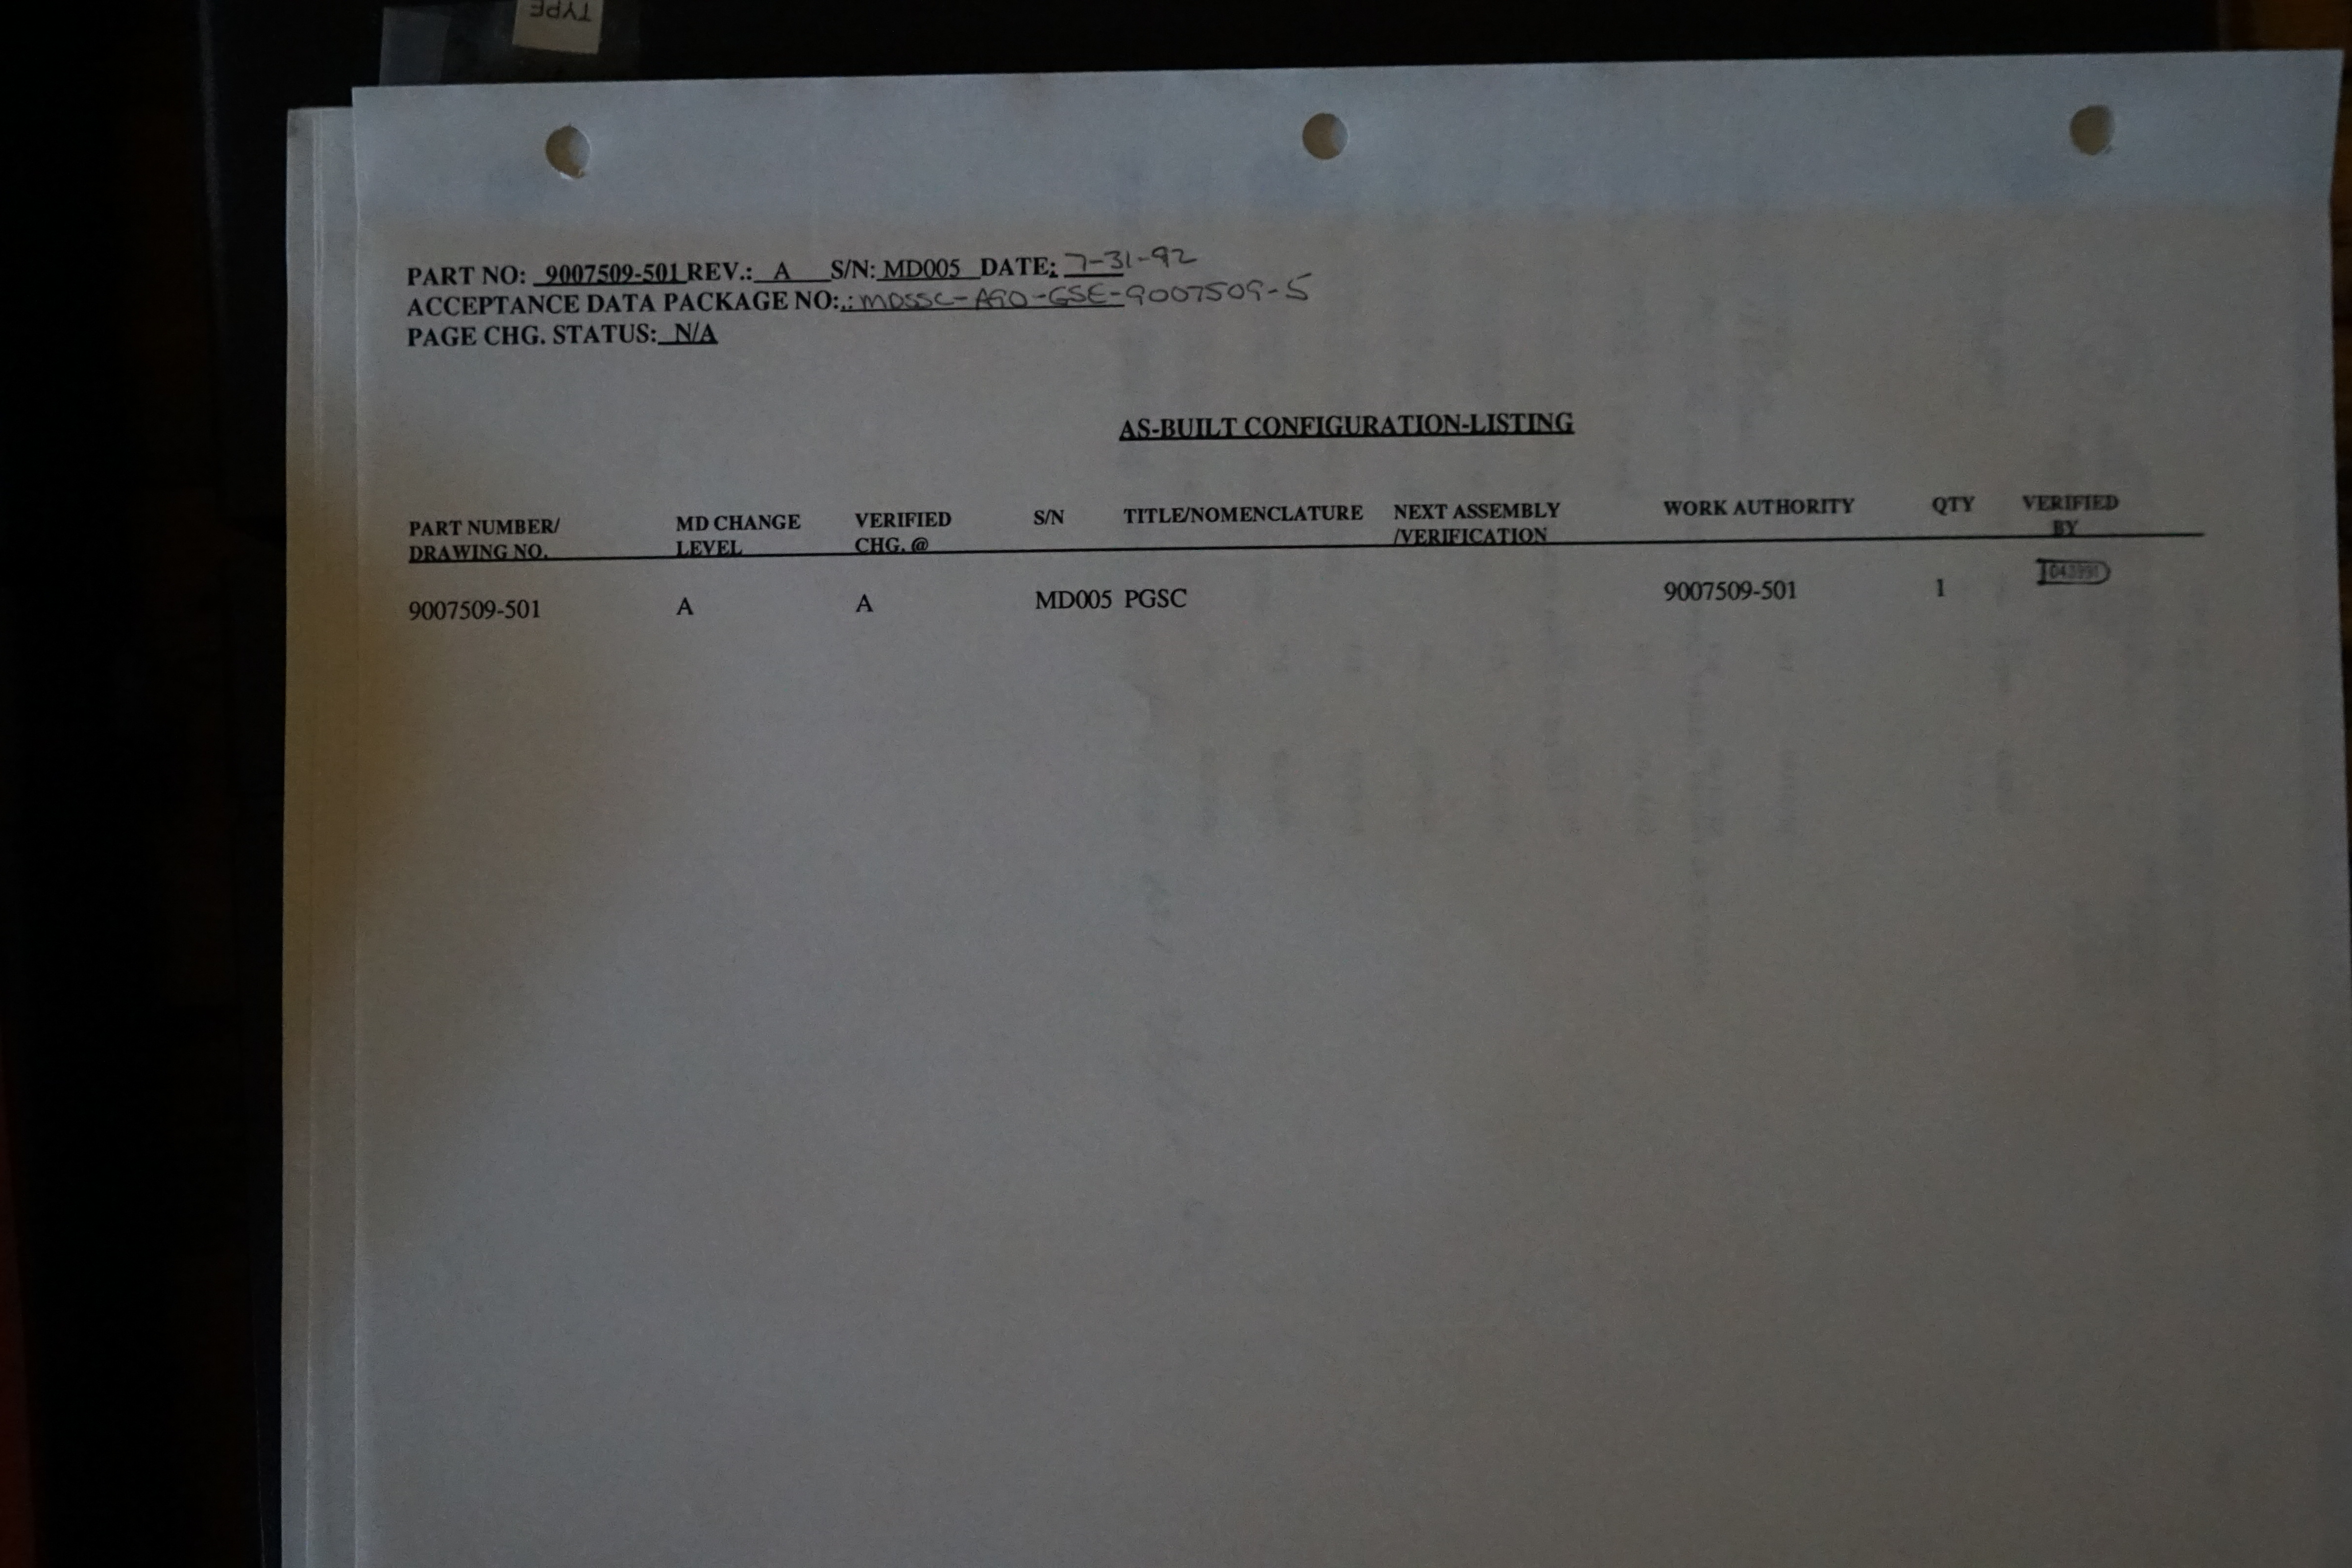 TYPE
PART NO: 9007509-501 REV.: A S/N: MD005 DATE: 7-31-92
ACCEPTANCE DATA PACKAGE NO:.: MDSSC-A90-GSE-9007509-5
PAGE CHG. STATUS: N/A
AS-BUILT CONFIGURATION-LISTING
PART NUMBER/ MD CHANGE VERIFIED S/N TITLE/NOMENCLATURE NEXT ASSEMBLY WORK AUTHORITY QTY VERIFIED
DRAWING NO. LEVEL CHG. @ /VERIFICATION BY
9007509-501 A A MD005 PGSC 9007509-501 1